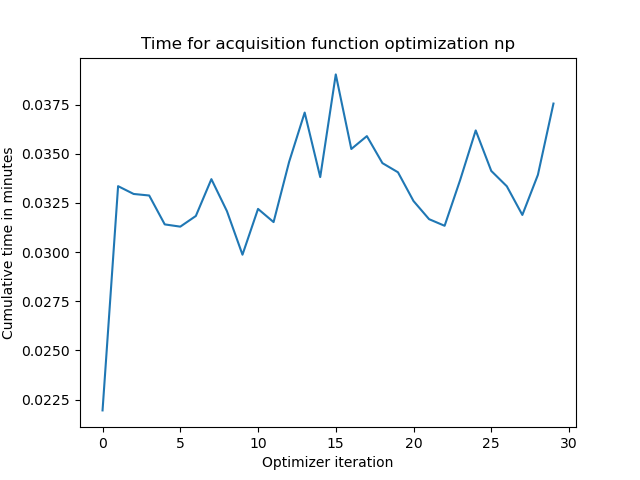 Time for acquisition function optimization np
Cumulative time in minutes
0.0375
0.0350
0.0325
0.0300
0.0275
0.0250
0.0225
0 5 10 15 20 25 30
Optimizer iteration